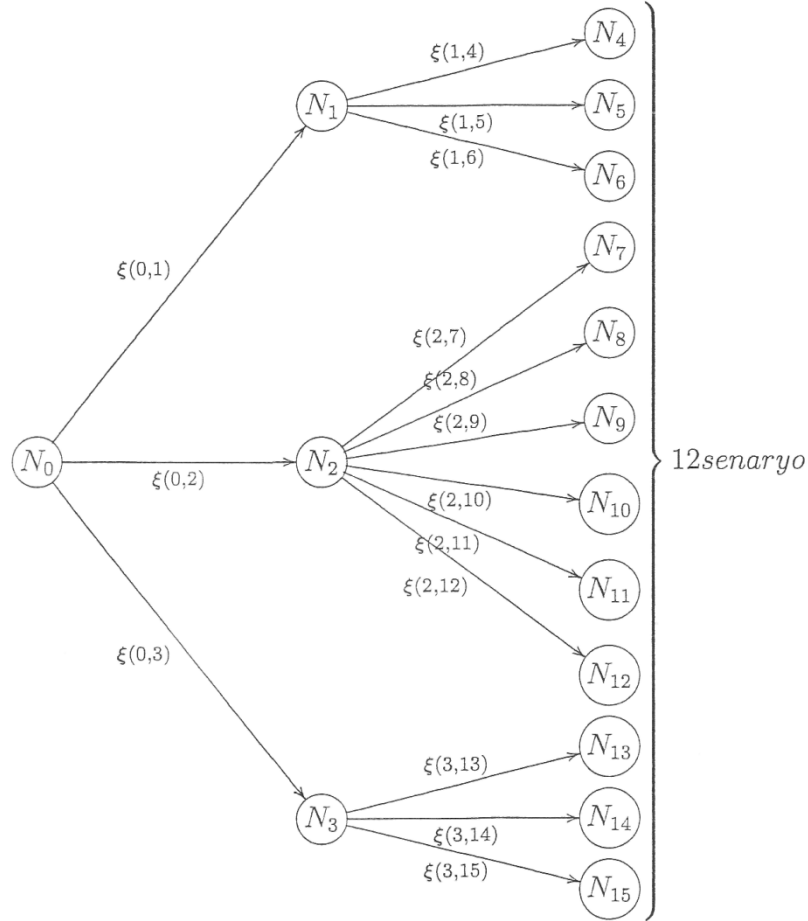 N₄
ξ(1,4)
N₁
N₅
ξ(1,5)
ξ(1,6)
N₆
N₇
ξ(0,1)
ξ(2,7)
N₈
ξ(2,8)
N₉
ξ(2,9)
N₀
N₂
12senaryo
ξ(0,2)
ξ(2,10)
N₁₀
ξ(2,11)
ξ(2,12)
N₁₁
ξ(0,3)
N₁₂
N₁₃
ξ(3,13)
N₃
N₁₄
ξ(3,14)
ξ(3,15)
N₁₅